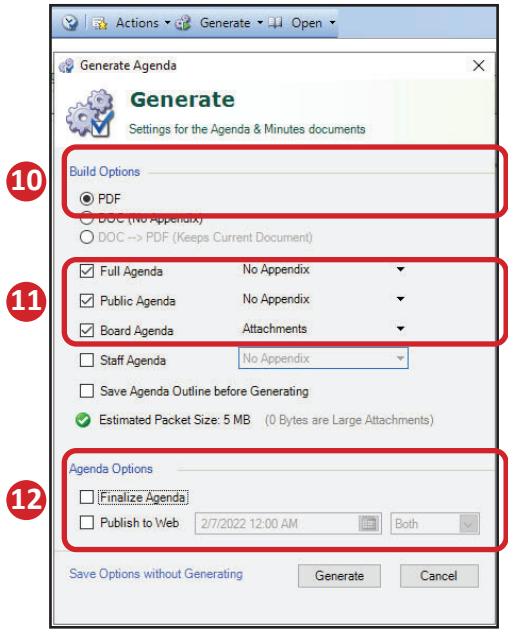 Actions Generate Open
Generate Agenda
Generate
Settings for the Agenda & Minutes documents
10
Build Options
PDF
DOC (No Appendix)
DOC --> PDF (Keeps Current Document)
11
Full Agenda No Appendix
Public Agenda No Appendix
Board Agenda Attachments
Staff Agenda No Appendix
Save Agenda Outline before Generating
Estimated Packet Size: 5 MB (0 Bytes are Large Attachments)
12
Agenda Options
Finalize Agenda
Publish to Web 2/7/2022 12:00 AM Both
Save Options without Generating Generate Cancel